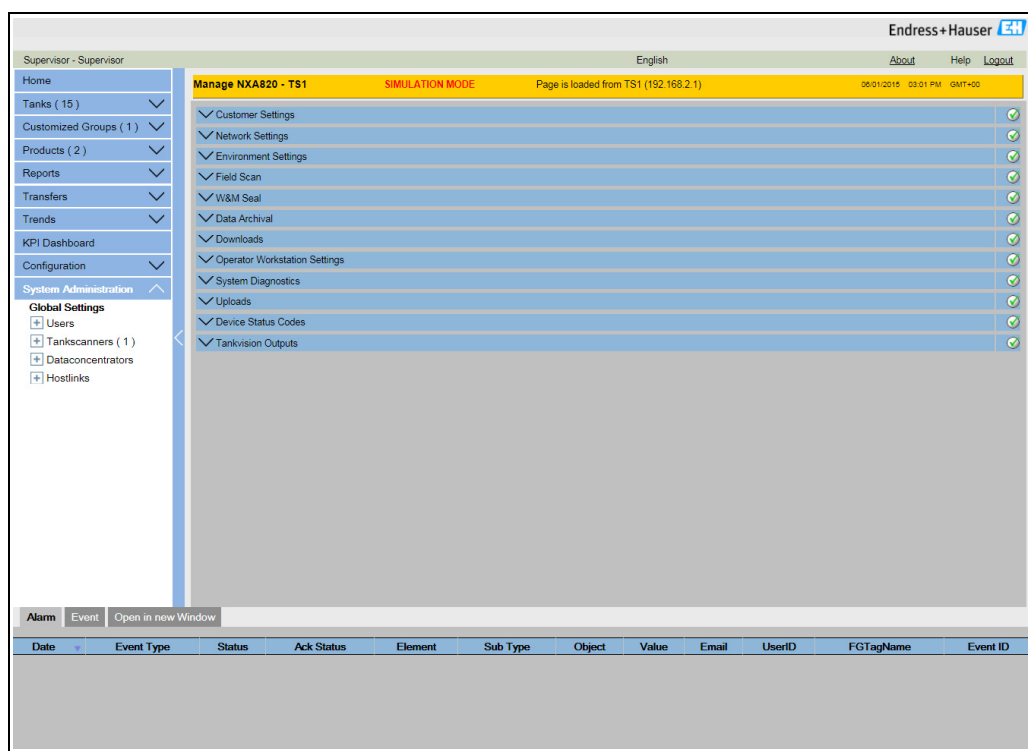 Endress+Hauser EH
Supervisor - Supervisor English About Help Logout
Home
Tanks ( 15 )
Customized Groups ( 1 )
Products ( 2 )
Reports
Transfers
Trends
KPI Dashboard
Configuration
System Administration
Global Settings
Users
Tankscanners ( 1 )
Dataconcentrators
Hostlinks
Manage NXA820 - TS1 SIMULATION MODE Page is loaded from TS1 (192.168.2.1) 06/01/2015 03:01 PM GMT+00
Customer Settings
Network Settings
Environment Settings
Field Scan
W&M Seal
Data Archival
Downloads
Operator Workstation Settings
System Diagnostics
Uploads
Device Status Codes
Tankvision Outputs
Alarm Event Open in new Window
Date Event Type Status Ack Status Element Sub Type Object Value Email UserID FGTagName Event ID